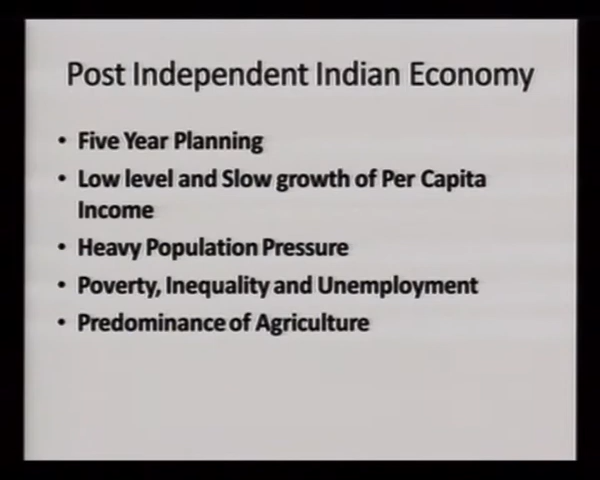 Post Independent Indian Economy
• Five Year Planning
• Low level and Slow growth of Per Capita
Income
• Heavy Population Pressure
• Poverty, Inequality and Unemployment
• Predominance of Agriculture